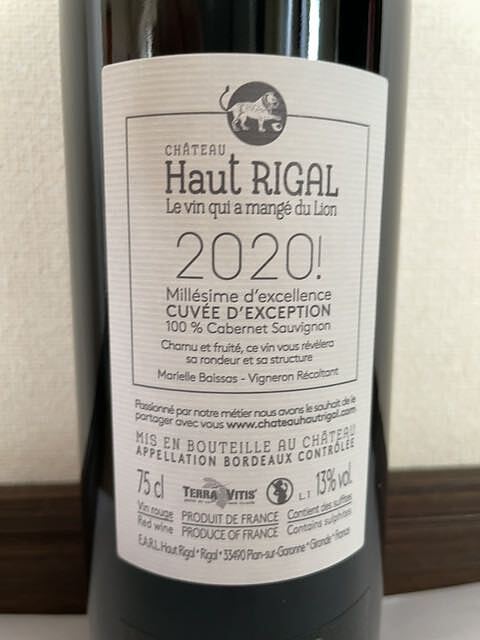 CHÂTEAU
Haut RIGAL
Le vin qui a mangé du Lion
2020!
Millésime d'excellence
CUVÉE D'EXCEPTION
100 % Cabernet Sauvignon
Charnu et fruité, ce vin vous révèlera
sa rondeur et sa structure
Marielle Baissas - Vigneron Récoltant
Passionné par notre métier nous avons le souhait de le
partager avec vous www.chateauhautrigal.com
MIS EN BOUTEILLE AU CHÂTEAU
APPELLATION BORDEAUX CONTRÔLÉE
75 cl
TERRA VITIS
L.1
13% vol.
Vin rouge
Red wine
PRODUIT DE FRANCE
PRODUCE OF FRANCE
Contient des sulfites
Contains sulphites
E.A.R.L. Haut Rigal * Rigal * 33490 Pian-sur-Garonne * Gironde * France